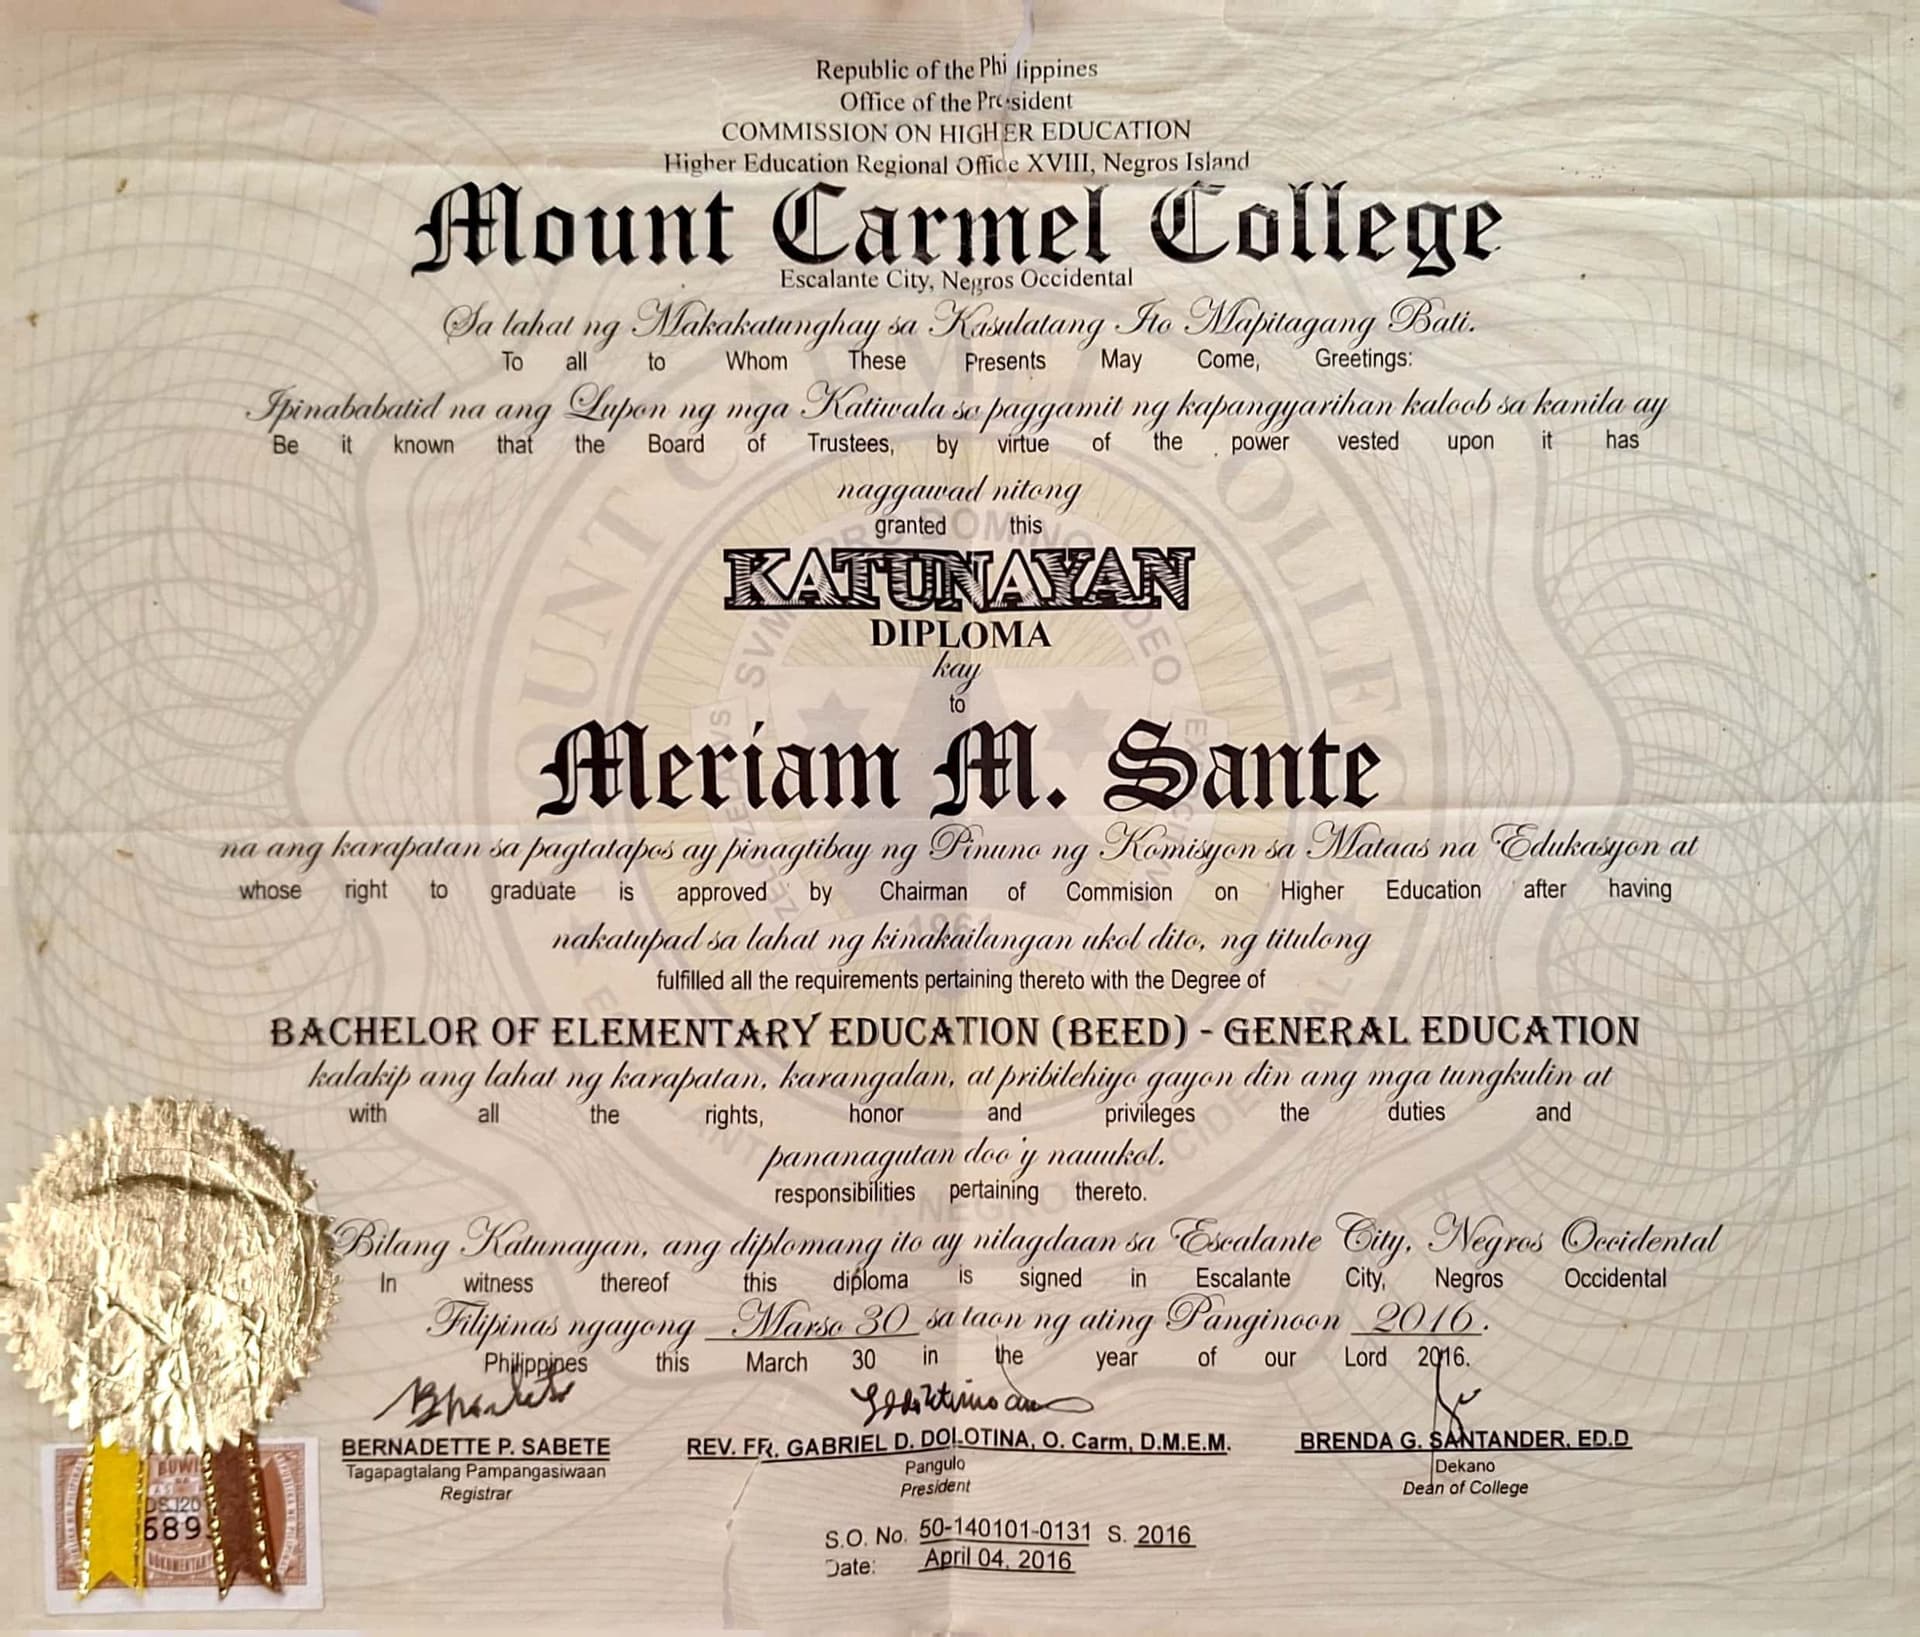 Republic of the Philippines
Office of the President
COMMISSION ON HIGHER EDUCATION
Higher Education Regional Office XVIII, Negros Island
Mount Carmel College
Escalante City, Negros Occidental
Sa lahat ng Makakatunghay sa Kasulatang Ito Mapitagang Bati.
To all to Whom These Presents May Come, Greetings:
Ipinababatid na ang Lupon ng mga Katiwala sa paggamit ng kapangyarihan kaloob sa kanila ay
Be it known that the Board of Trustees, by virtue of the power vested upon it has
naggawad nitong
granted this
KATUNAYAN
DIPLOMA
kay
to
Meriam M. Sante
na ang karapatan sa pagtatapos ay pinagtibay ng Pinuno ng Komisyon sa Mataas na Edukasyon at
whose right to graduate is approved by Chairman of Commision on Higher Education after having
nakatupad sa lahat ng kinakailangan ukol dito, ng titulong
fulfilled all the requirements pertaining thereto with the Degree of
BACHELOR OF ELEMENTARY EDUCATION (BEED) - GENERAL EDUCATION
kalakip ang lahat ng karapatan, karangalan, at pribilehiyo gayon din ang mga tungkulin at
with all the rights, honor and privileges the duties and
pananagutan doo'y nauukol.
responsibilities pertaining thereto.
Bilang Katunayan, ang diplomang ito ay nilagdaan sa Escalante City, Negros Occidental
In witness thereof this diploma is signed in Escalante City, Negros Occidental
Filipinas ngayong Marso 30 sa taon ng ating Panginoon 2016.
Philippines this March 30 in the year of our Lord 2016.
BERNADETTE P. SABETE
Tagapagtalang Pampangasiwaan
Registrar
REV. FR. GABRIEL D. DOLOTINA, O. Carm, D.M.E.M.
Pangulo
President
BRENDA G. SANTANDER, ED.D
Dekano
Dean of College
S.O. No. 50-140101-0131 S. 2016
Date: April 04, 2016